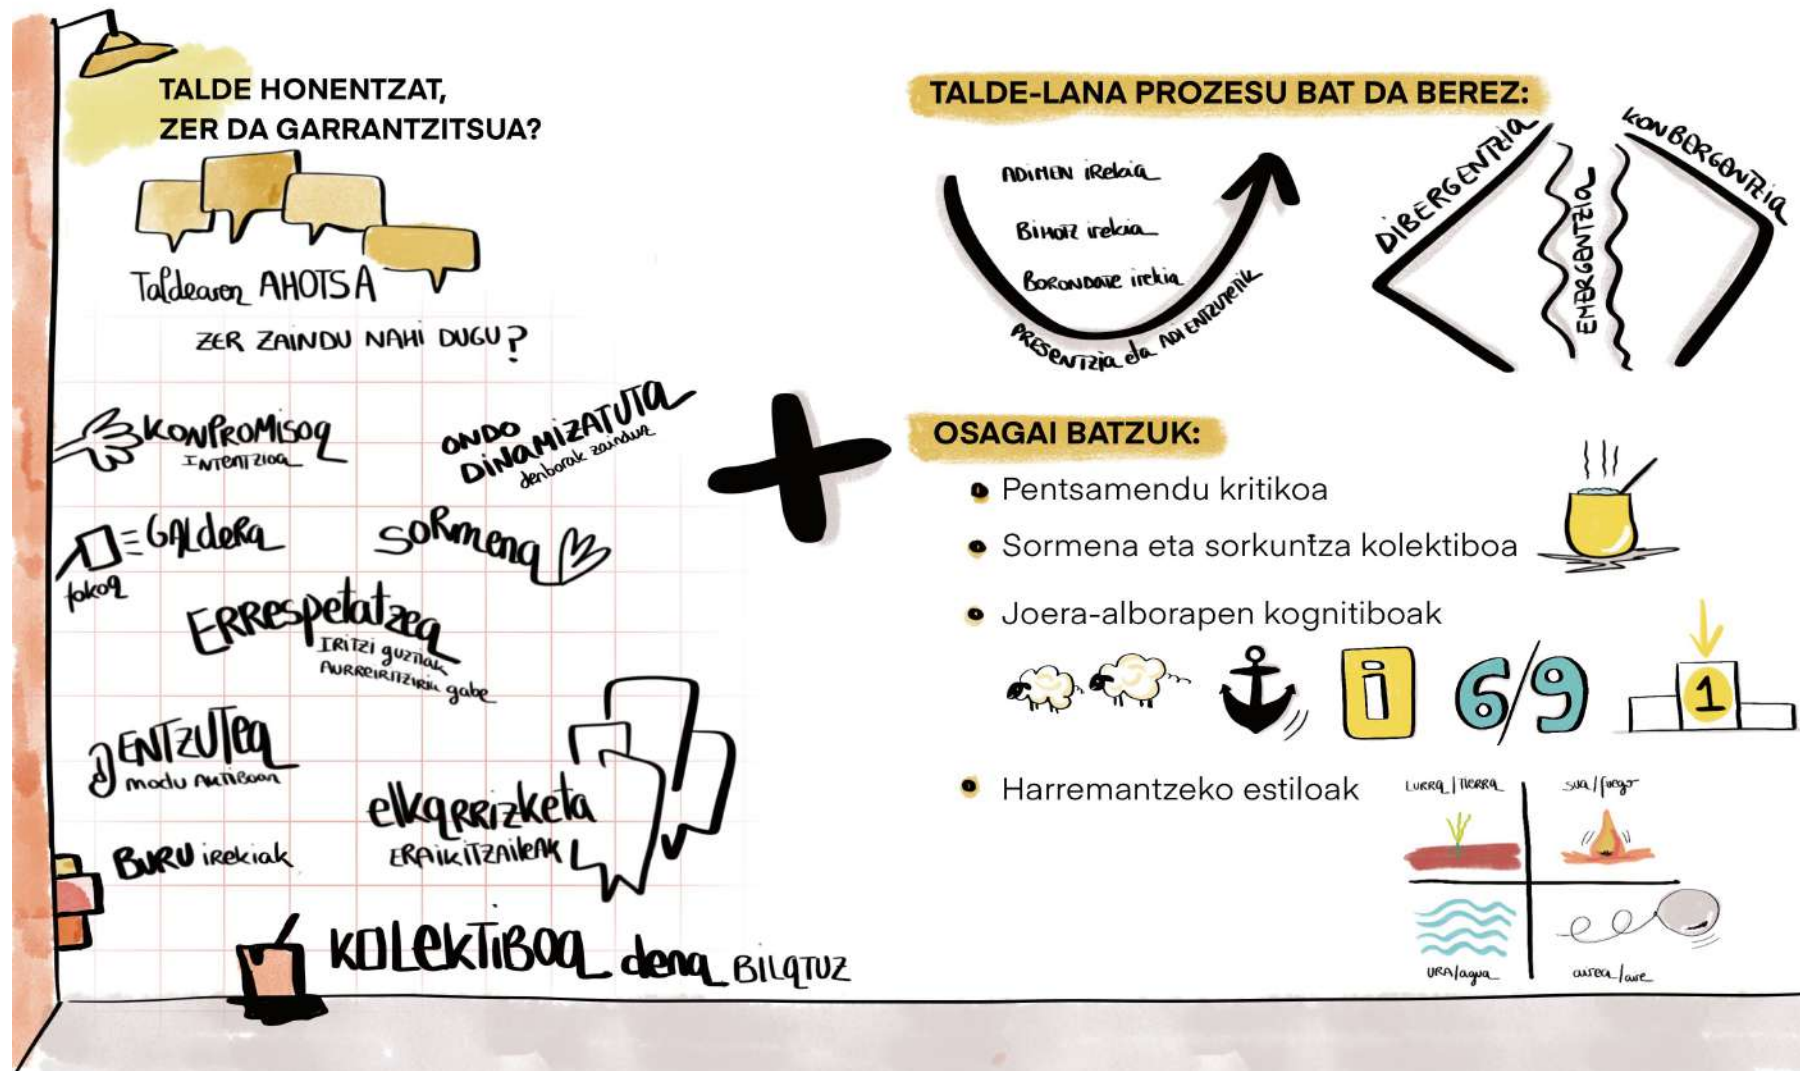 TALDE HONENTZAT,
ZER DA GARRANTZITSUA?
Taldearen AHOTSA
ZER ZAINDU NAHI DUGU?
KONPROMISOA
INTENTZIOA
ONDO
DINAMIZATUTA
denborak zainduz
GALDERA
fokoa
SORMENA
ERRESPETATZEA
IRITZI guztiak
AURREIRITZIRIK gabe
ENTZUTEA
modu AKTIBOAN
elkarrizketa
ERAIKITZAILEAK
BURU irekiak
KOLEKTIBOA dena BILATUZ
TALDE-LANA PROZESU BAT DA BEREZ:
ADIMEN iRekia
BIHOTZ irekia
BORONDATE irekia
PRESENTZIA eta ADI ENTZUTETIK
DIBERGENTZIA
EMERGENTZIA
KONBERGENTZIA
OSAGAI BATZUK:
Pentsamendu kritikoa
Sormena eta sorkuntza kolektiboa
Joera-alborapen kognitiboak
i
6/9
1
Harremantzeko estiloak
LURRA/TIERRA
sua/fuego
URA/agua
airea/aire